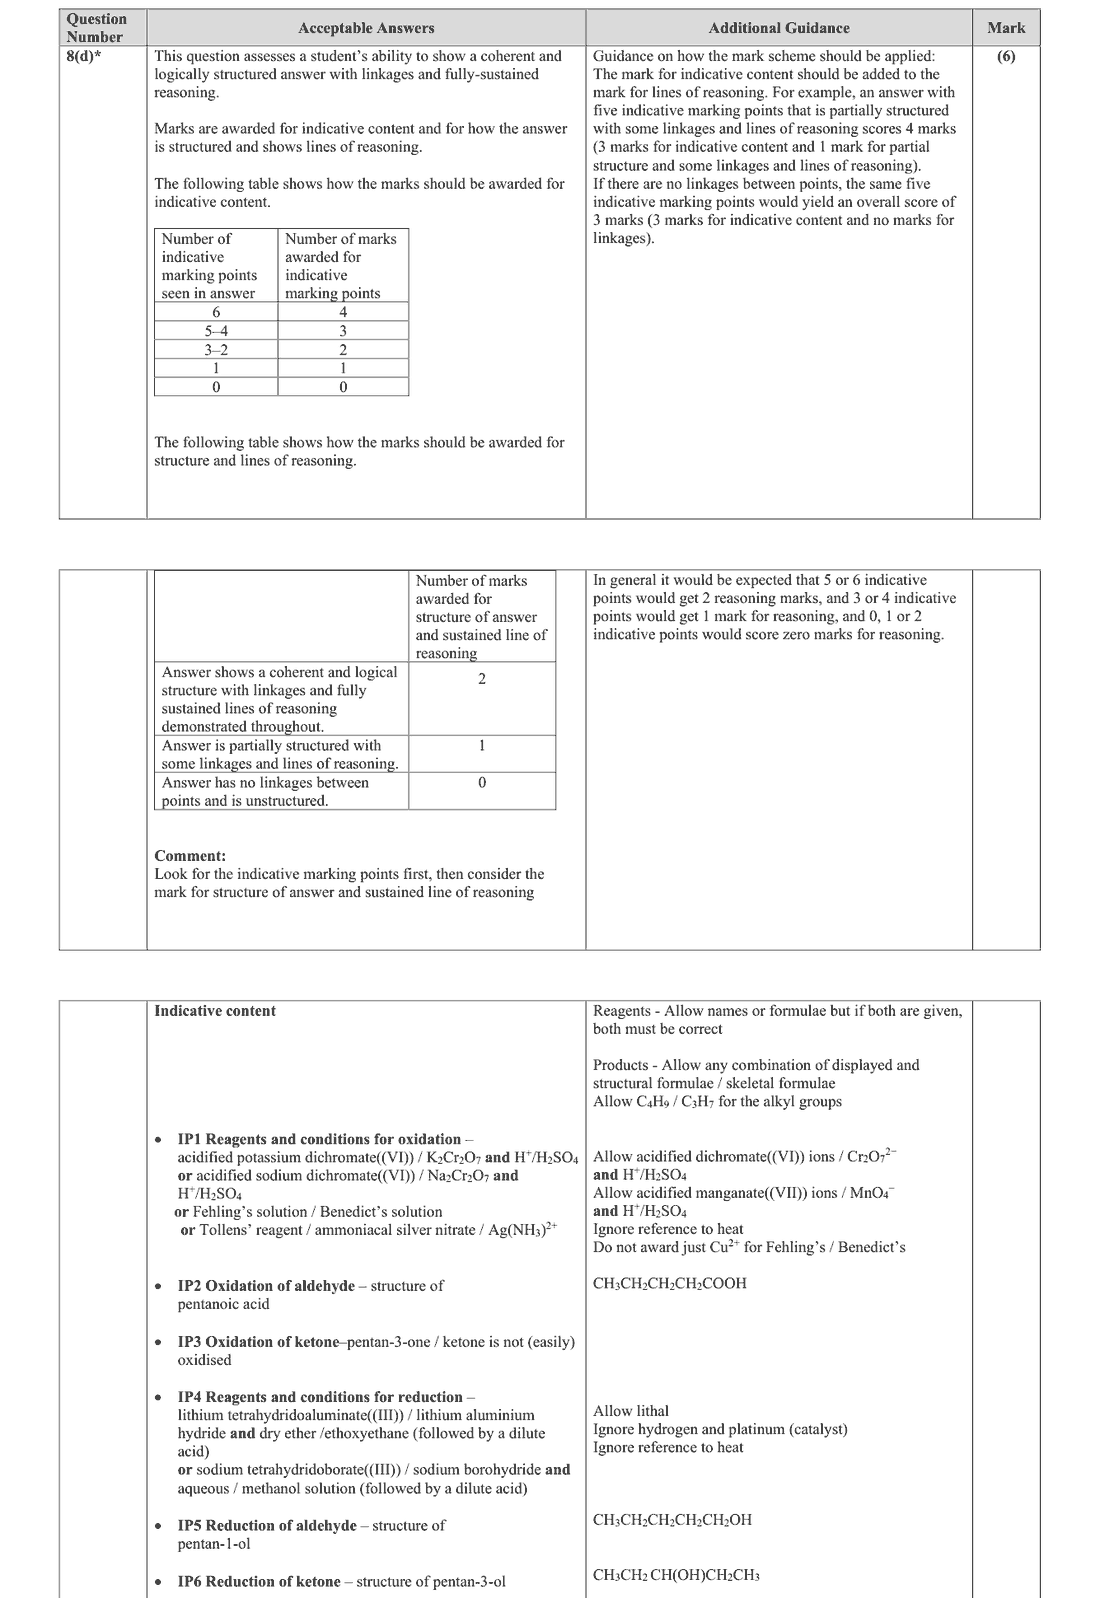 Question Number
Acceptable Answers
Additional Guidance
Mark
8(d)*
This question assesses a student's ability to show a coherent and
logically structured answer with linkages and fully-sustained
reasoning.
Marks are awarded for indicative content and for how the answer
is structured and shows lines of reasoning.
The following table shows how the marks should be awarded for
indicative content.
Number of
indicative
marking points
seen in answer
Number of marks
awarded for
indicative
marking points
6 4
5–4 3
3–2 2
1 1
0 0
The following table shows how the marks should be awarded for
structure and lines of reasoning.
Guidance on how the mark scheme should be applied:
The mark for indicative content should be added to the
mark for lines of reasoning. For example, an answer with
five indicative marking points that is partially structured
with some linkages and lines of reasoning scores 4 marks
(3 marks for indicative content and 1 mark for partial
structure and some linkages and lines of reasoning).
If there are no linkages between points, the same five
indicative marking points would yield an overall score of
3 marks (3 marks for indicative content and no marks for
linkages).
(6)
Number of marks
awarded for
structure of answer
and sustained line of
reasoning
Answer shows a coherent and logical
structure with linkages and fully
sustained lines of reasoning
demonstrated throughout.
2
Answer is partially structured with
some linkages and lines of reasoning.
1
Answer has no linkages between
points and is unstructured.
0
Comment:
Look for the indicative marking points first, then consider the
mark for structure of answer and sustained line of reasoning
In general it would be expected that 5 or 6 indicative
points would get 2 reasoning marks, and 3 or 4 indicative
points would get 1 mark for reasoning, and 0, 1 or 2
indicative points would score zero marks for reasoning.
Indicative content
• IP1 Reagents and conditions for oxidation –
acidified potassium dichromate((VI)) / K₂Cr₂O₇ and H⁺/H₂SO₄
or acidified sodium dichromate((VI)) / Na₂Cr₂O₇ and
H⁺/H₂SO₄
or Fehling's solution / Benedict's solution
or Tollens' reagent / ammoniacal silver nitrate / Ag(NH₃)²⁺
• IP2 Oxidation of aldehyde – structure of
pentanoic acid
• IP3 Oxidation of ketone–pentan-3-one / ketone is not (easily)
oxidised
• IP4 Reagents and conditions for reduction –
lithium tetrahydridoaluminate((III)) / lithium aluminium
hydride and dry ether /ethoxyethane (followed by a dilute
acid)
or sodium tetrahydridoborate((III)) / sodium borohydride and
aqueous / methanol solution (followed by a dilute acid)
• IP5 Reduction of aldehyde – structure of
pentan-1-ol
• IP6 Reduction of ketone – structure of pentan-3-ol
Reagents - Allow names or formulae but if both are given,
both must be correct
Products - Allow any combination of displayed and
structural formulae / skeletal formulae
Allow C₄H₉ / C₃H₇ for the alkyl groups
Allow acidified dichromate((VI)) ions / Cr₂O₇²⁻
and H⁺/H₂SO₄
Allow acidified manganate((VII)) ions / MnO₄⁻
and H⁺/H₂SO₄
Ignore reference to heat
Do not award just Cu²⁺ for Fehling's / Benedict's
CH₃CH₂CH₂CH₂COOH
Allow lithal
Ignore hydrogen and platinum (catalyst)
Ignore reference to heat
CH₃CH₂CH₂CH₂CH₂OH
CH₃CH₂ CH(OH)CH₂CH₃